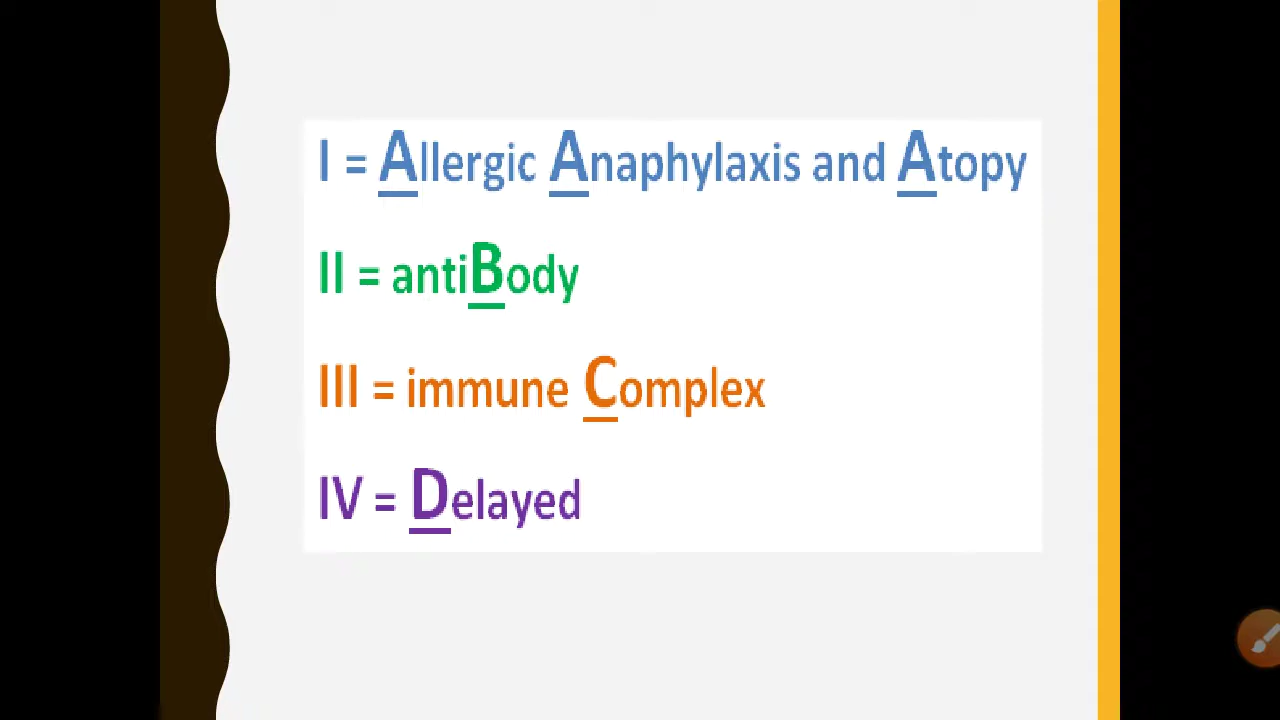 I = Allergic Anaphylaxis and Atopy
II = antiBody
III = immune Complex
IV = Delayed